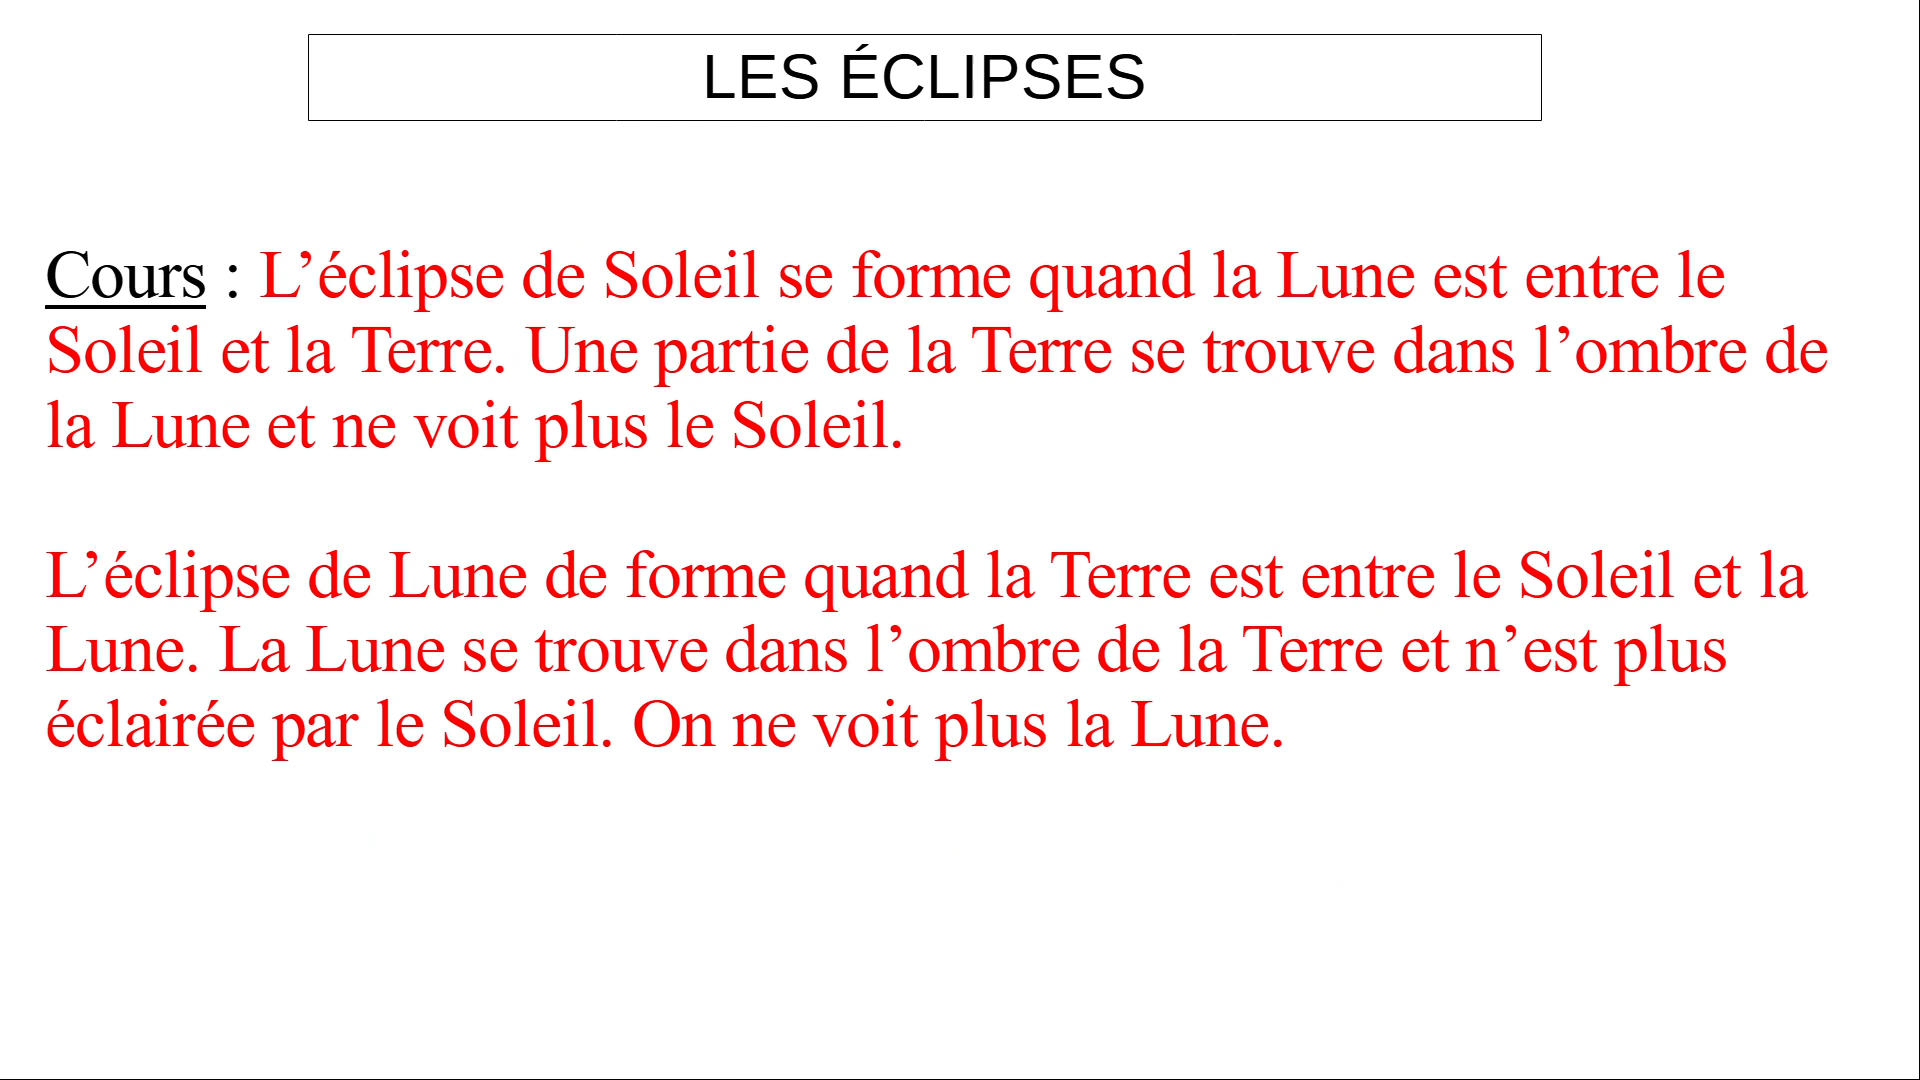 LES ÉCLIPSES
Cours : L’éclipse de Soleil se forme quand la Lune est entre le
Soleil et la Terre. Une partie de la Terre se trouve dans l’ombre de
la Lune et ne voit plus le Soleil.
L’éclipse de Lune de forme quand la Terre est entre le Soleil et la
Lune. La Lune se trouve dans l’ombre de la Terre et n’est plus
éclairée par le Soleil. On ne voit plus la Lune.